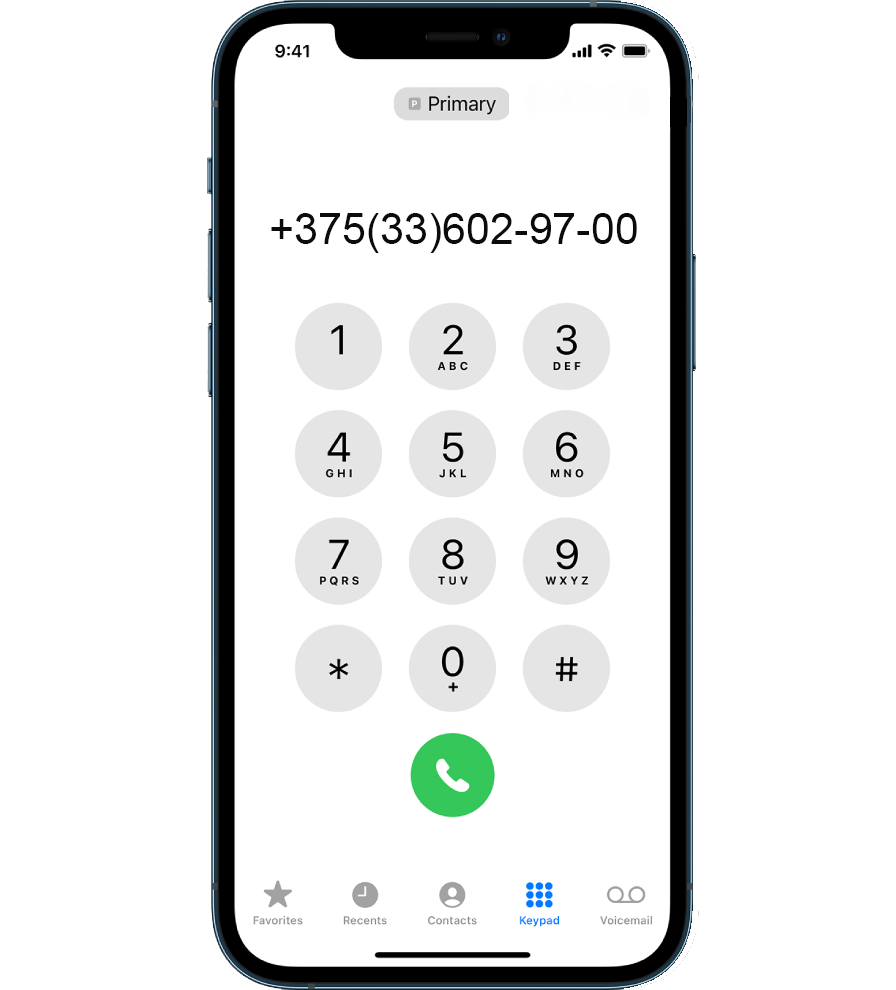 9:41
P Primary
+375(33)602-97-00
1 2 3
ABC DEF
4 5 6
GHI JKL MNO
7 8 9
PQRS TUV WXYZ
* 0 #
+
Favorites Recents Contacts Keypad Voicemail